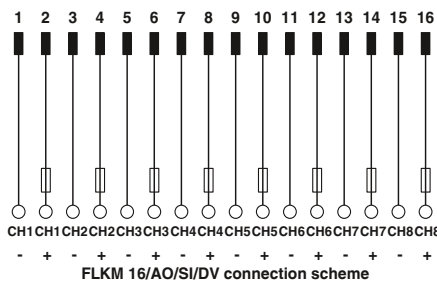 1 2 3 4 5 6 7 8 9 10 11 12 13 14 15 16
CH1 CH1 CH2 CH2 CH3 CH3 CH4 CH4 CH5 CH5 CH6 CH6 CH7 CH7 CH8 CH8
- + - + - + - + - + - + - + - +
FLKM 16/AO/SI/DV connection scheme